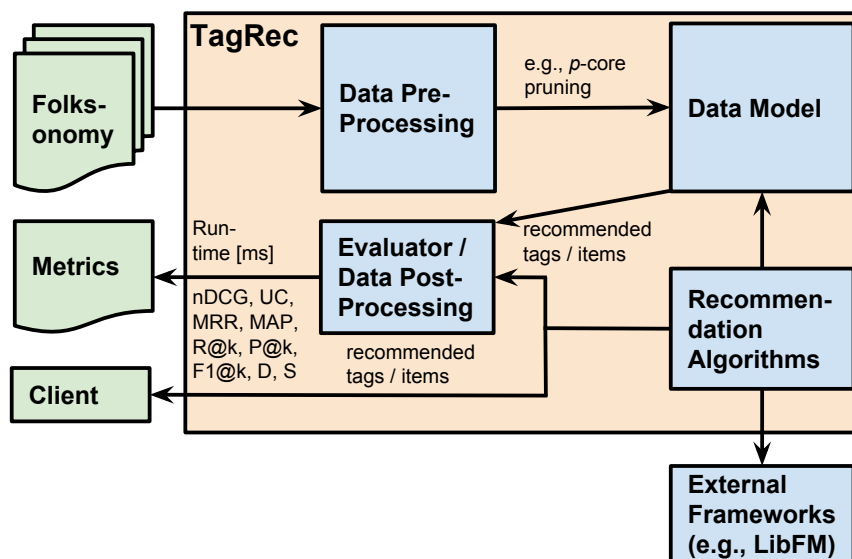 TagRec
Folks-
onomy
Data Pre-
Processing
e.g., p-core
pruning
Data Model
Metrics
Run-
time [ms]
nDCG, UC,
MRR, MAP,
R@k, P@k,
F1@k, D, S
Evaluator /
Data Post-
Processing
recommended
tags / items
recommended
tags / items
Recommen-
dation
Algorithms
Client
External
Frameworks
(e.g., LibFM)